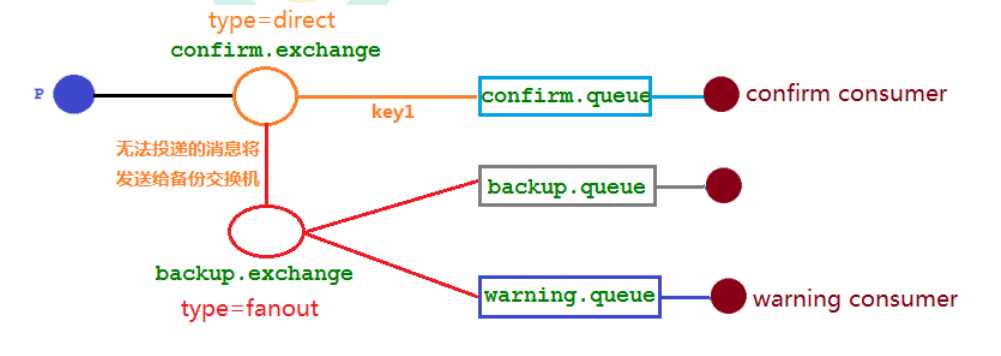 type=direct
confirm.exchange
P
key1
confirm.queue
confirm consumer
无法投递的消息将
发送给备份交换机
backup.queue
backup.exchange
type=fanout
warning.queue
warning consumer